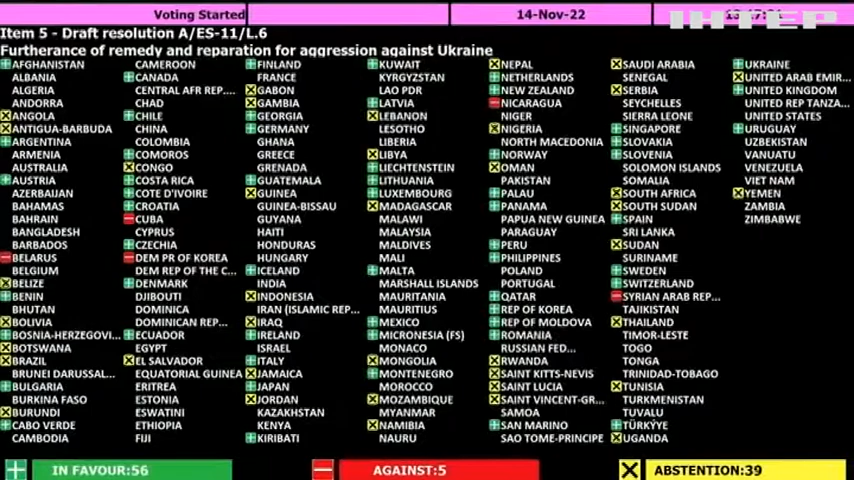 Voting Started 14-Nov-22
ІНТЕР
Item 5 - Draft resolution A/ES-11/L.6
Furtherance of remedy and reparation for aggression against Ukraine
AFGHANISTAN CAMEROON FINLAND KUWAIT NEPAL SAUDI ARABIA UKRAINE
ALBANIA CANADA FRANCE KYRGYZSTAN NETHERLANDS SENEGAL UNITED ARAB EMIR...
ALGERIA CENTRAL AFR REP.... GABON LAO PDR NEW ZEALAND SERBIA UNITED KINGDOM
ANDORRA CHAD GAMBIA LATVIA NICARAGUA SEYCHELLES UNITED REP TANZA...
ANGOLA CHILE GEORGIA LEBANON NIGER SIERRA LEONE UNITED STATES
ANTIGUA-BARBUDA CHINA GERMANY LESOTHO NIGERIA SINGAPORE URUGUAY
ARGENTINA COLOMBIA GHANA LIBERIA NORTH MACEDONIA SLOVAKIA UZBEKISTAN
ARMENIA COMOROS GREECE LIBYA NORWAY SLOVENIA VANUATU
AUSTRALIA CONGO GRENADA LIECHTENSTEIN OMAN SOLOMON ISLANDS VENEZUELA
AUSTRIA COSTA RICA GUATEMALA LITHUANIA PAKISTAN SOMALIA VIET NAM
AZERBAIJAN COTE D'IVOIRE GUINEA LUXEMBOURG PALAU SOUTH AFRICA YEMEN
BAHAMAS CROATIA GUINEA-BISSAU MADAGASCAR PANAMA SOUTH SUDAN ZAMBIA
BAHRAIN CUBA GUYANA MALAWI PAPUA NEW GUINEA SPAIN ZIMBABWE
BANGLADESH CYPRUS HAITI MALAYSIA PARAGUAY SRI LANKA
BARBADOS CZECHIA HONDURAS MALDIVES PERU SUDAN
BELARUS DEM PR OF KOREA HUNGARY MALI PHILIPPINES SURINAME
BELGIUM DEM REP OF THE C... ICELAND MALTA POLAND SWEDEN
BELIZE DENMARK INDIA MARSHALL ISLANDS PORTUGAL SWITZERLAND
BENIN DJIBOUTI INDONESIA MAURITANIA QATAR SYRIAN ARAB REP...
BHUTAN DOMINICA IRAN (ISLAMIC REP... MAURITIUS REP OF KOREA TAJIKISTAN
BOLIVIA DOMINICAN REP... IRAQ MEXICO REP OF MOLDOVA THAILAND
BOSNIA-HERZEGOVI... ECUADOR IRELAND MICRONESIA (FS) ROMANIA TIMOR-LESTE
BOTSWANA EGYPT ISRAEL MONACO RUSSIAN FED... TOGO
BRAZIL EL SALVADOR ITALY MONGOLIA RWANDA TONGA
BRUNEI DARUSSAL... EQUATORIAL GUINEA JAMAICA MONTENEGRO SAINT KITTS-NEVIS TRINIDAD-TOBAGO
BULGARIA ERITREA JAPAN MOROCCO SAINT LUCIA TUNISIA
BURKINA FASO ESTONIA JORDAN MOZAMBIQUE SAINT VINCENT-GR... TURKMENISTAN
BURUNDI ESWATINI KAZAKHSTAN MYANMAR SAMOA TUVALU
CABO VERDE ETHIOPIA KENYA NAMIBIA SAN MARINO TÜRKİYE
CAMBODIA FIJI KIRIBATI NAURU SAO TOME-PRINCIPE UGANDA
IN FAVOUR:56 AGAINST:5 ABSTENTION:39